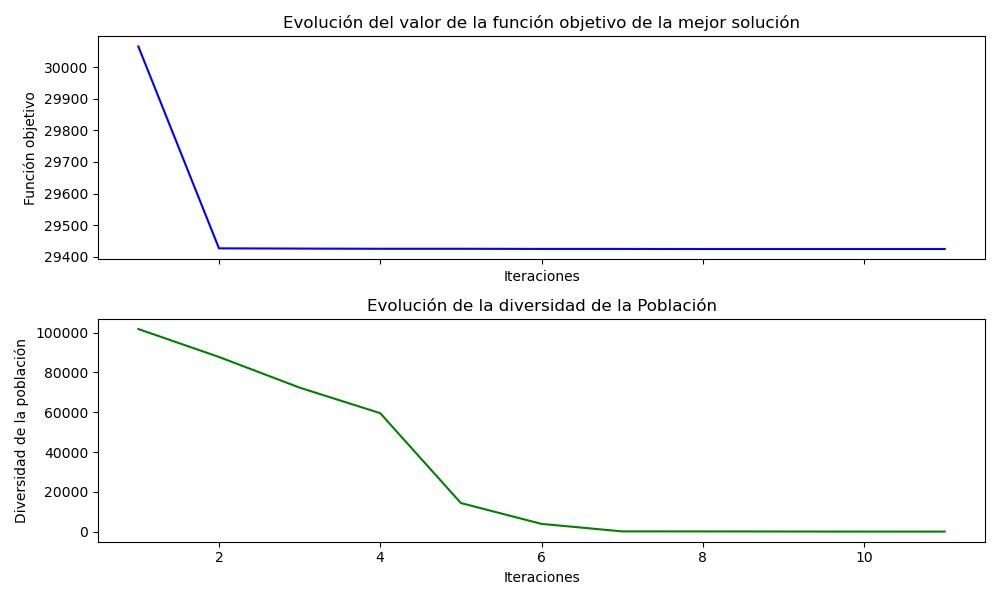 Evolución del valor de la función objetivo de la mejor solución
Función objetivo
30000
29900
29800
29700
29600
29500
29400
Iteraciones
Evolución de la diversidad de la Población
Diversidad de la población
100000
80000
60000
40000
20000
0
2 4 6 8 10
Iteraciones